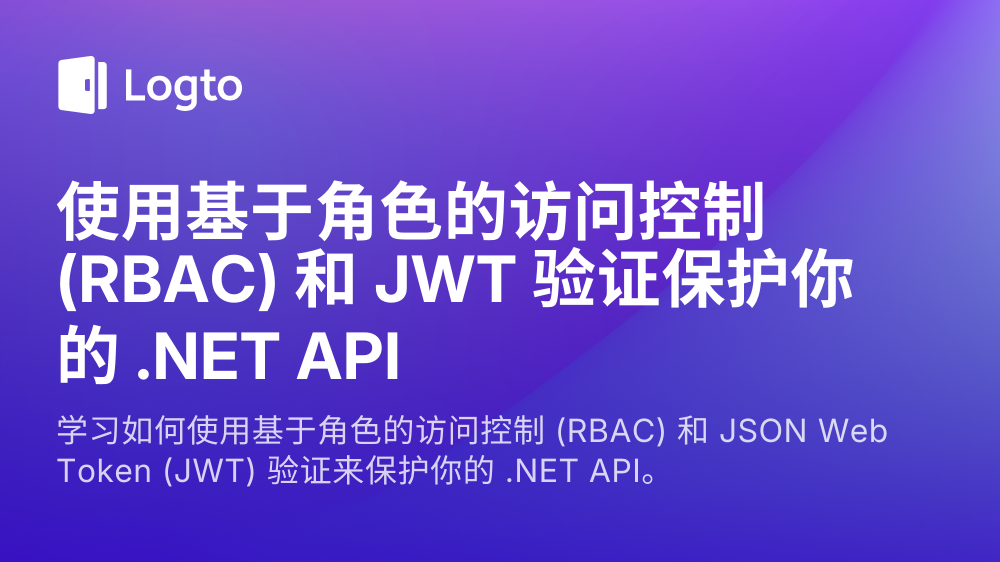 Logto
使用基于角色的访问控制
(RBAC) 和 JWT 验证保护你
的 .NET API
学习如何使用基于角色的访问控制 (RBAC) 和 JSON Web
Token (JWT) 验证来保护你的 .NET API。